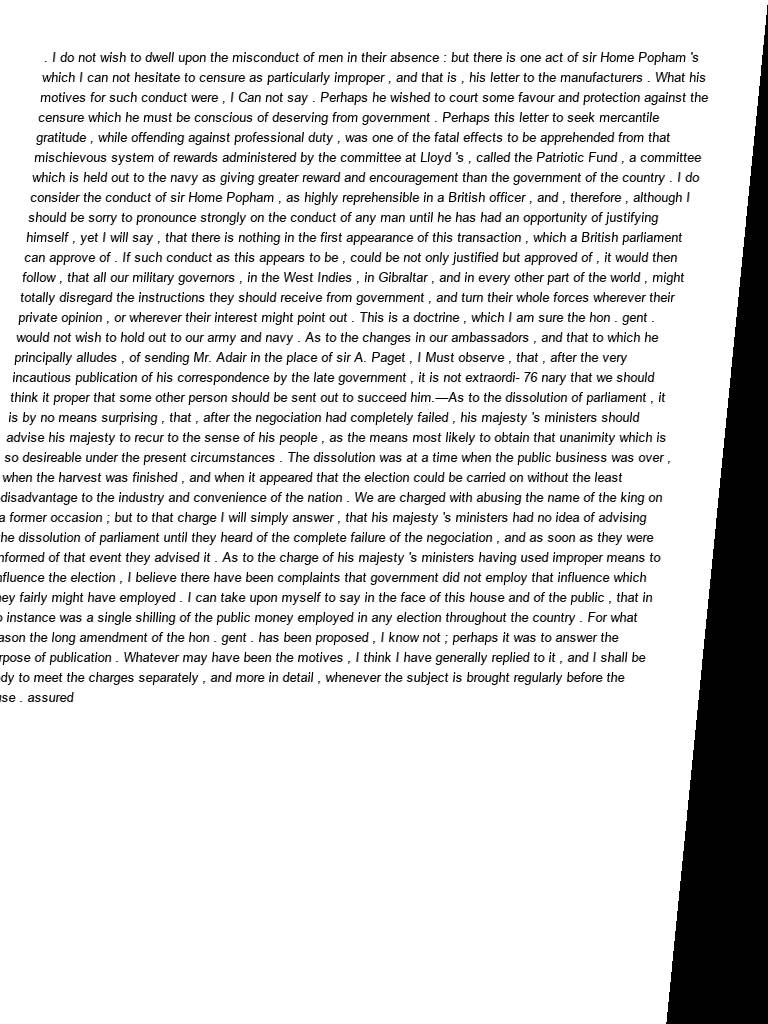 . I do not wish to dwell upon the misconduct of men in their absence : but there is one act of sir Home Popham 's
which I can not hesitate to censure as particularly improper , and that is , his letter to the manufacturers . What his
motives for such conduct were , I Can not say . Perhaps he wished to court some favour and protection against the
censure which he must be conscious of deserving from government . Perhaps this letter to seek mercantile
gratitude , while offending against professional duty , was one of the fatal effects to be apprehended from that
mischievous system of rewards administered by the committee at Lloyd 's , called the Patriotic Fund , a committee
which is held out to the navy as giving greater reward and encouragement than the government of the country . I do
consider the conduct of sir Home Popham , as highly reprehensible in a British officer , and , therefore , although I
should be sorry to pronounce strongly on the conduct of any man until he has had an opportunity of justifying
himself , yet I will say , that there is nothing in the first appearance of this transaction , which a British parliament
can approve of . If such conduct as this appears to be , could be not only justified but approved of , it would then
follow , that all our military governors , in the West Indies , in Gibraltar , and in every other part of the world , might
totally disregard the instructions they should receive from government , and turn their whole forces wherever their
private opinion , or wherever their interest might point out . This is a doctrine , which I am sure the hon . gent .
would not wish to hold out to our army and navy . As to the changes in our ambassadors , and that to which he
principally alludes , of sending Mr. Adair in the place of sir A. Paget , I Must observe , that , after the very
incautious publication of his correspondence by the late government , it is not extraordi- 76 nary that we should
think it proper that some other person should be sent out to succeed him.—As to the dissolution of parliament , it
is by no means surprising , that , after the negociation had completely failed , his majesty 's ministers should
advise his majesty to recur to the sense of his people , as the means most likely to obtain that unanimity which is
so desireable under the present circumstances . The dissolution was at a time when the public business was over ,
when the harvest was finished , and when it appeared that the election could be carried on without the least
disadvantage to the industry and convenience of the nation . We are charged with abusing the name of the king on
a former occasion ; but to that charge I will simply answer , that his majesty 's ministers had no idea of advising
the dissolution of parliament until they heard of the complete failure of the negociation , and as soon as they were
nformed of that event they advised it . As to the charge of his majesty 's ministers having used improper means to
nfluence the election , I believe there have been complaints that government did not employ that influence which
ey fairly might have employed . I can take upon myself to say in the face of this house and of the public , that in
o instance was a single shilling of the public money employed in any election throughout the country . For what
ason the long amendment of the hon . gent . has been proposed , I know not ; perhaps it was to answer the
rpose of publication . Whatever may have been the motives , I think I have generally replied to it , and I shall be
dy to meet the charges separately , and more in detail , whenever the subject is brought regularly before the
use . assured